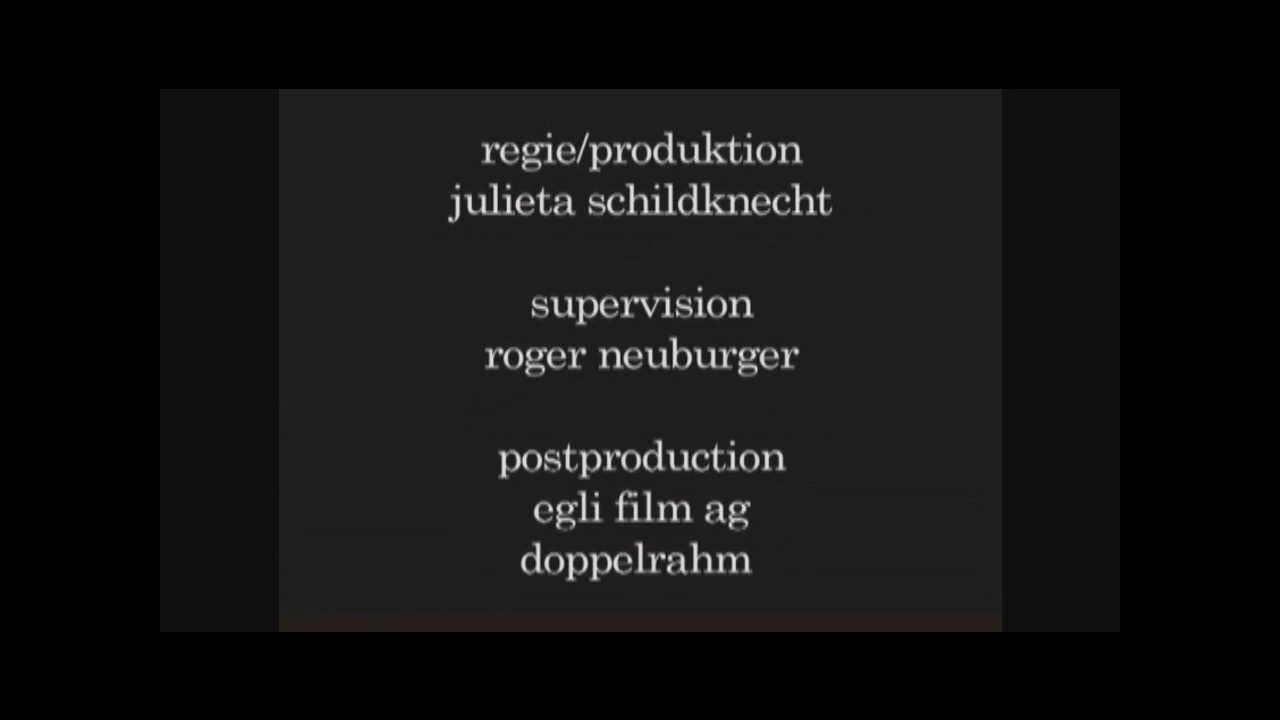 regie/produktion
julieta schildknecht
supervision
roger neuburger
postproduction
egli film ag
doppelrahm